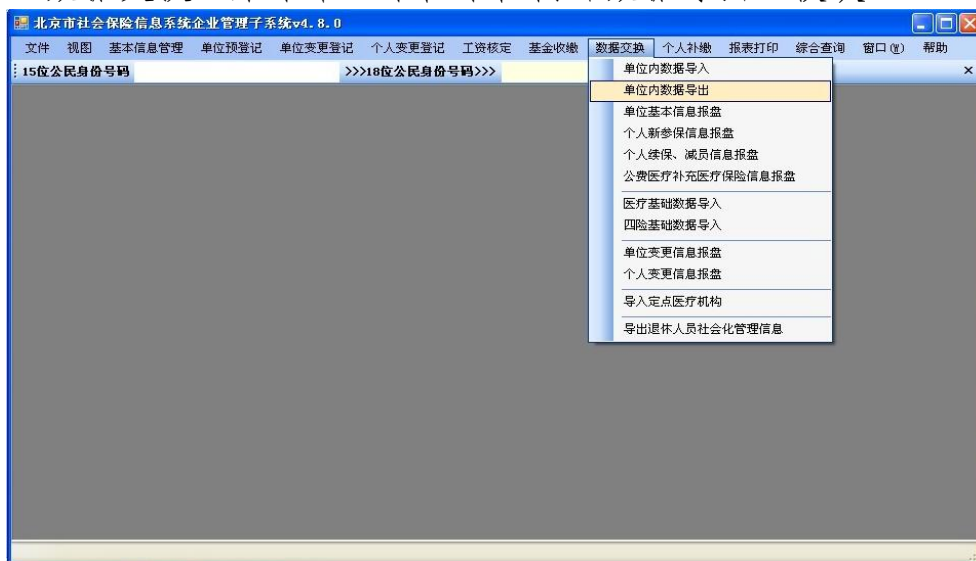 北京市社会保险信息系统企业管理子系统v4.8.0
文件 视图 基本信息管理 单位预登记 单位变更登记 个人变更登记 工资核定 基金收缴 数据交换 个人补缴 报表打印 综合查询 窗口(W) 帮助
15位公民身份号码 >>>18位公民身份号码>>>
单位内数据导入
单位内数据导出
单位基本信息报盘
个人新参保信息报盘
个人续保、减员信息报盘
公费医疗补充医疗保险信息报盘
医疗基础数据导入
四险基础数据导入
单位变更信息报盘
个人变更信息报盘
导入定点医疗机构
导出退休人员社会化管理信息